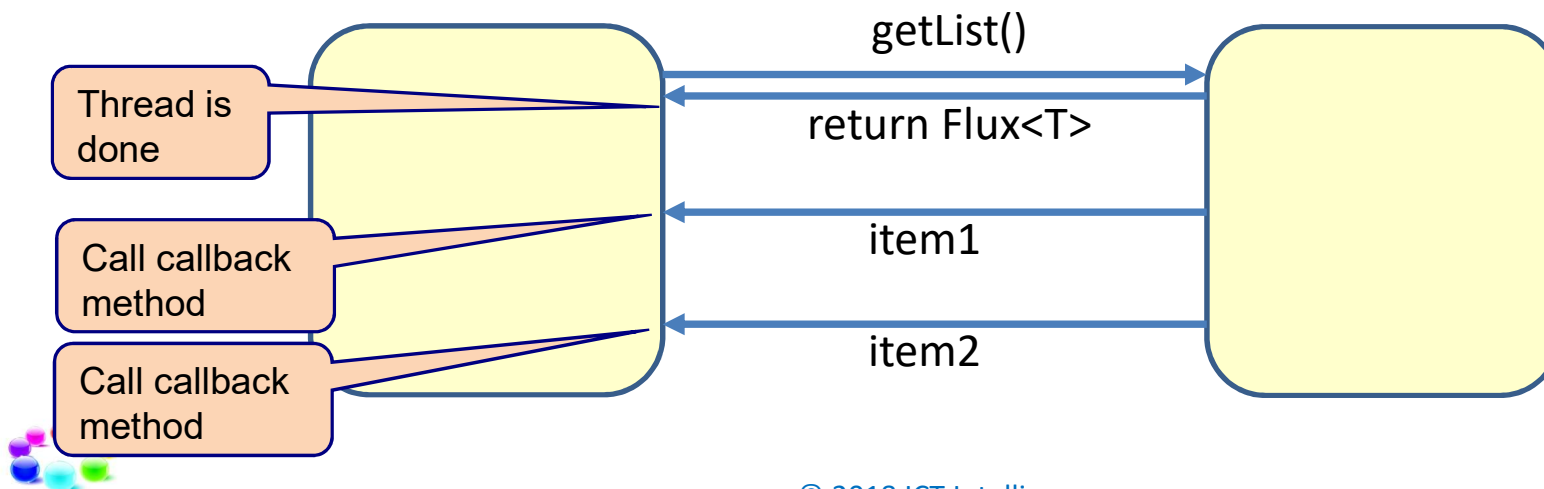 getList()
Thread is
done
return Flux<T>
Call callback
method
item1
Call callback
method
item2